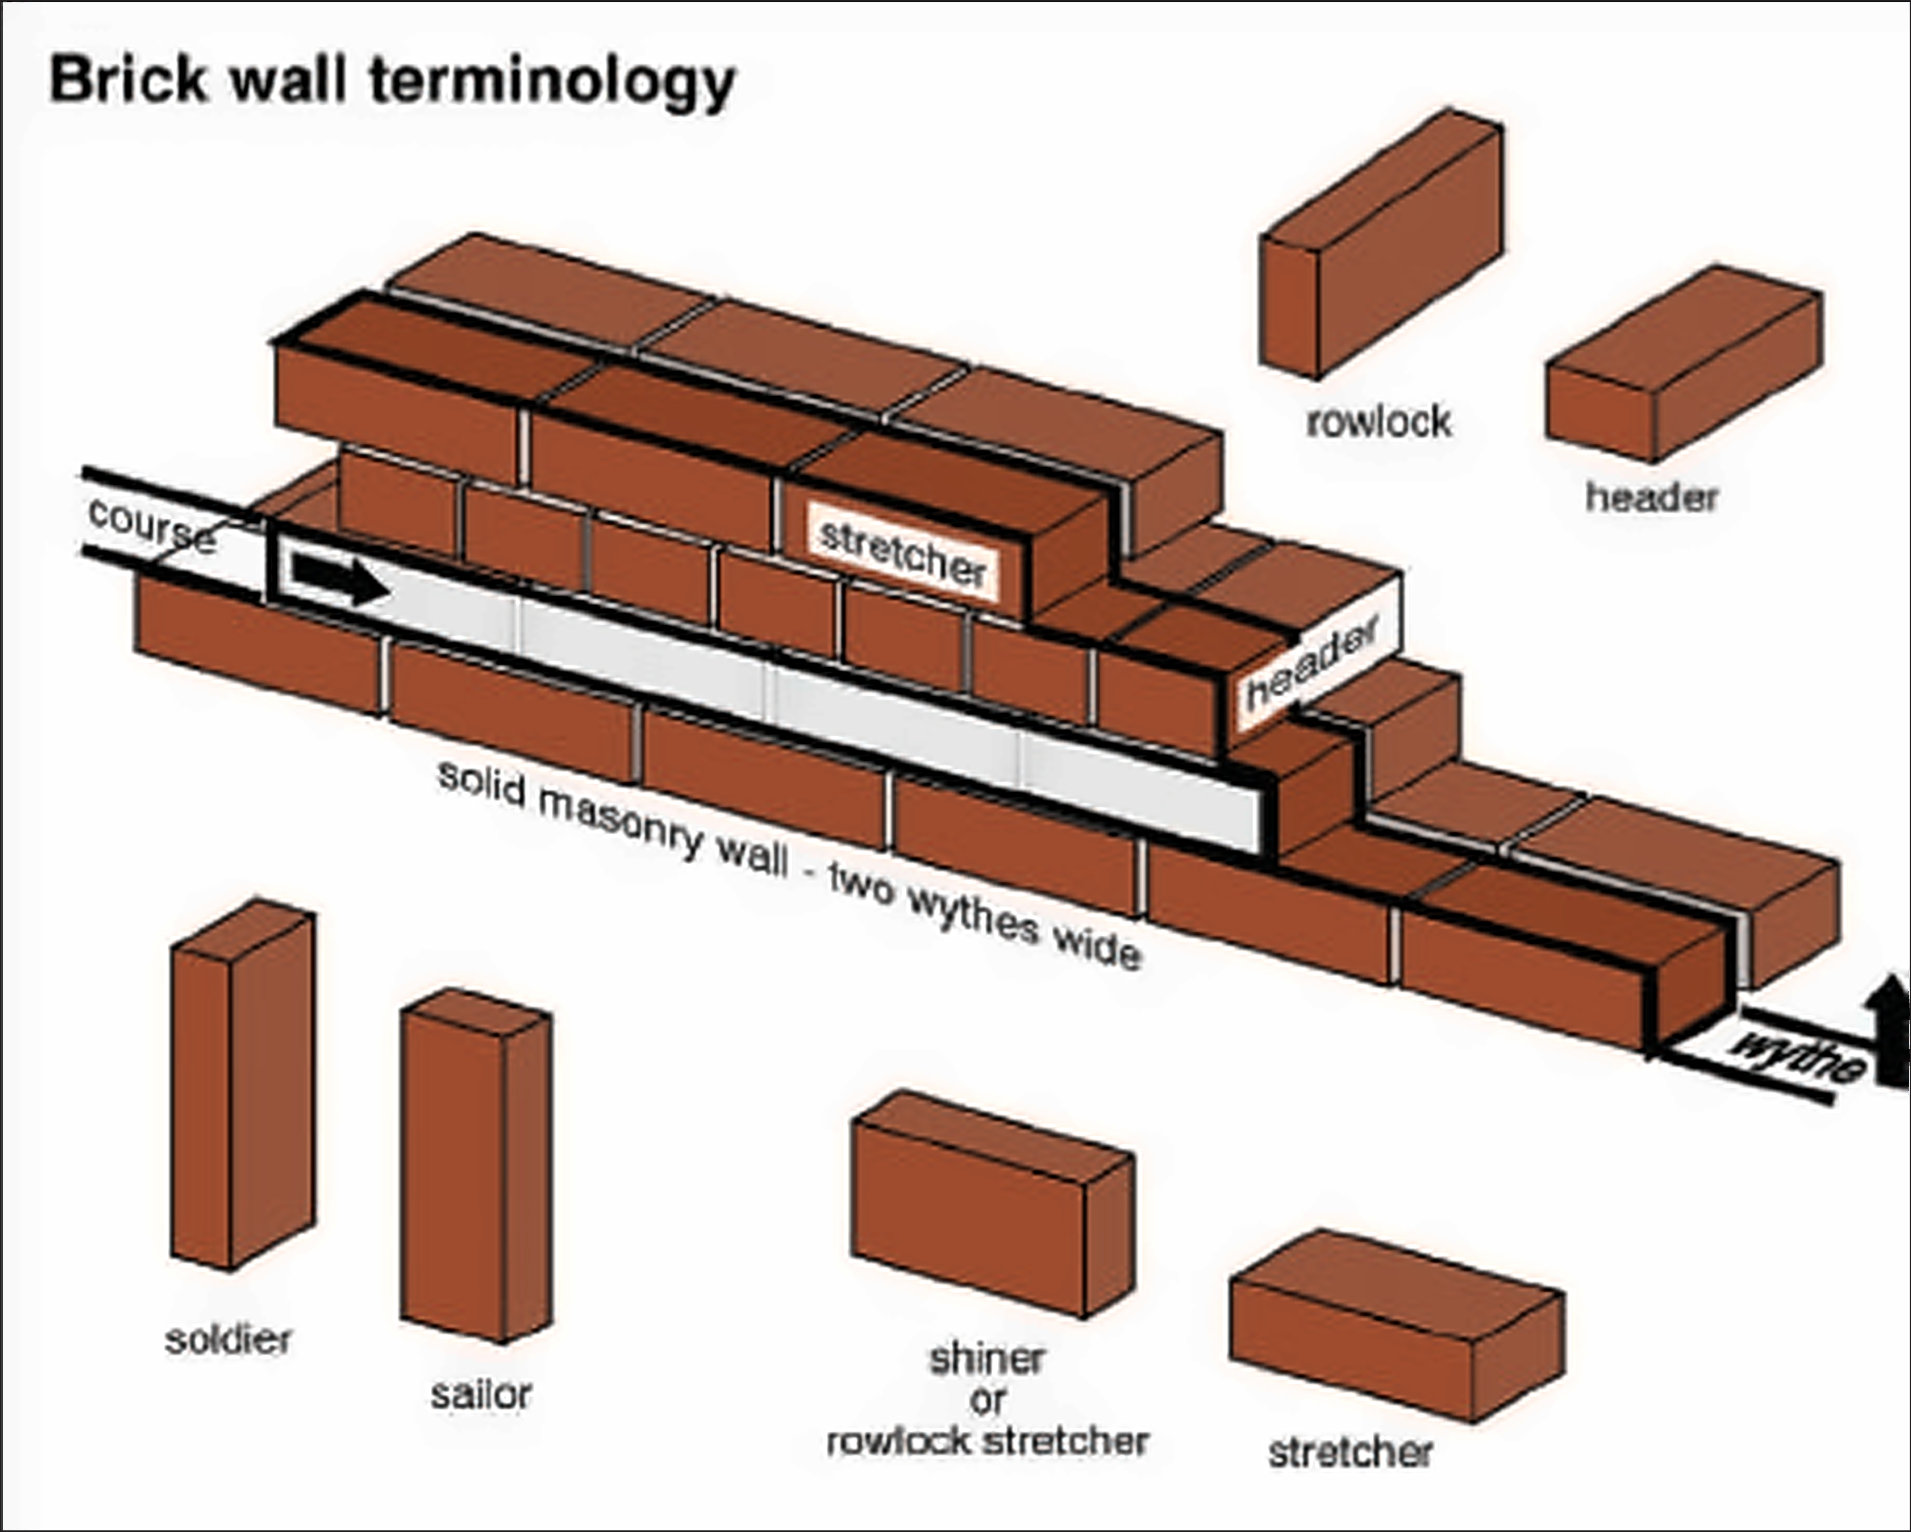 Brick wall terminology
rowlock
header
course
stretcher
header
solid masonry wall - two wythes wide
wythe
soldier
sailor
shiner
or
rowlock stretcher
stretcher